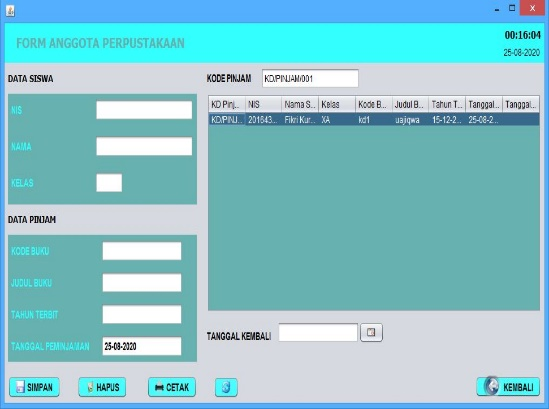 FORM ANGGOTA PERPUSTAKAAN
00:16:04
25-08-2020
DATA SISWA
NIS
NAMA
KELAS
DATA PINJAM
KODE BUKU
JUDUL BUKU
TAHUN TERBIT
TANGGAL PEMINJAMAN 25-08-2020
KODE PINJAM KD/PINJAM/001
KD Pinj... NIS Nama S... Kelas Kode B... Judul B... Tahun T... Tanggal... Tanggal...
KD/PINJ... 201643... Fikri Kur... XA kd1 uajiqwa 15-12-2... 25-08-2...
TANGGAL KEMBALI
SIMPAN HAPUS CETAK KEMBALI